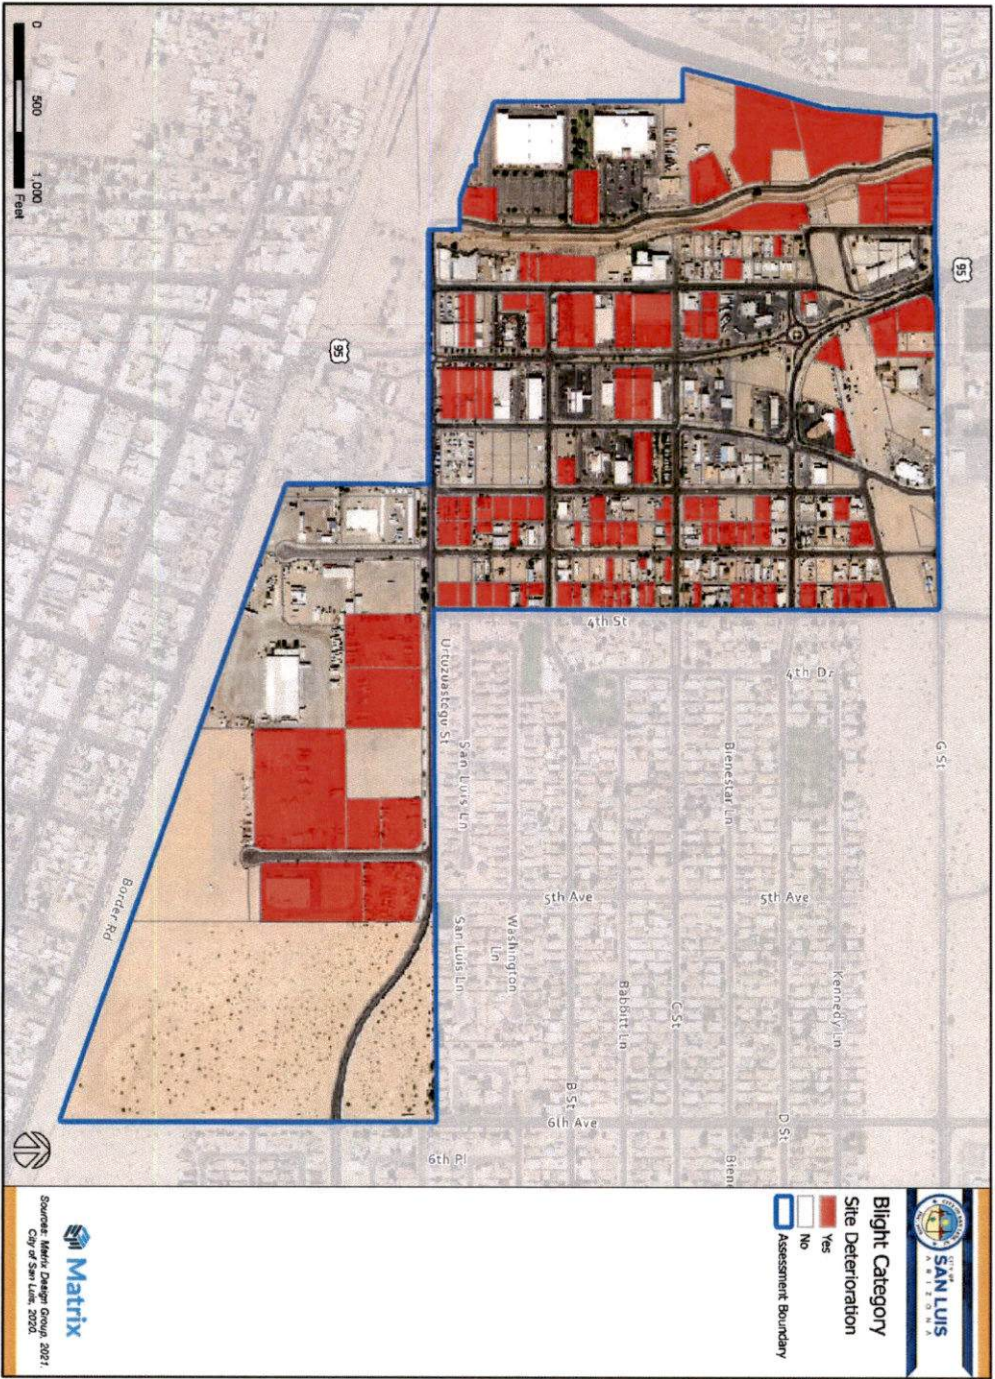 CITY OF
SAN LUIS
ARIZONA
Blight Category
Site Deterioration
Yes
No
Assessment Boundary
Matrix
Sources: Matrix Design Group, 2021.
City of San Luis, 2020.
95
95
G St
4th St
4th Dr
Urtuzuastegu St
San Luis Ln
Bienestar Ln
5th Ave
5th Ave
Border Rd
San Luis Ln
Washington
Ln
Babbitt Ln
C St
Kennedy Ln
B St
6th Ave
D St
6th Pl
Bien
0 500 1,000
Feet